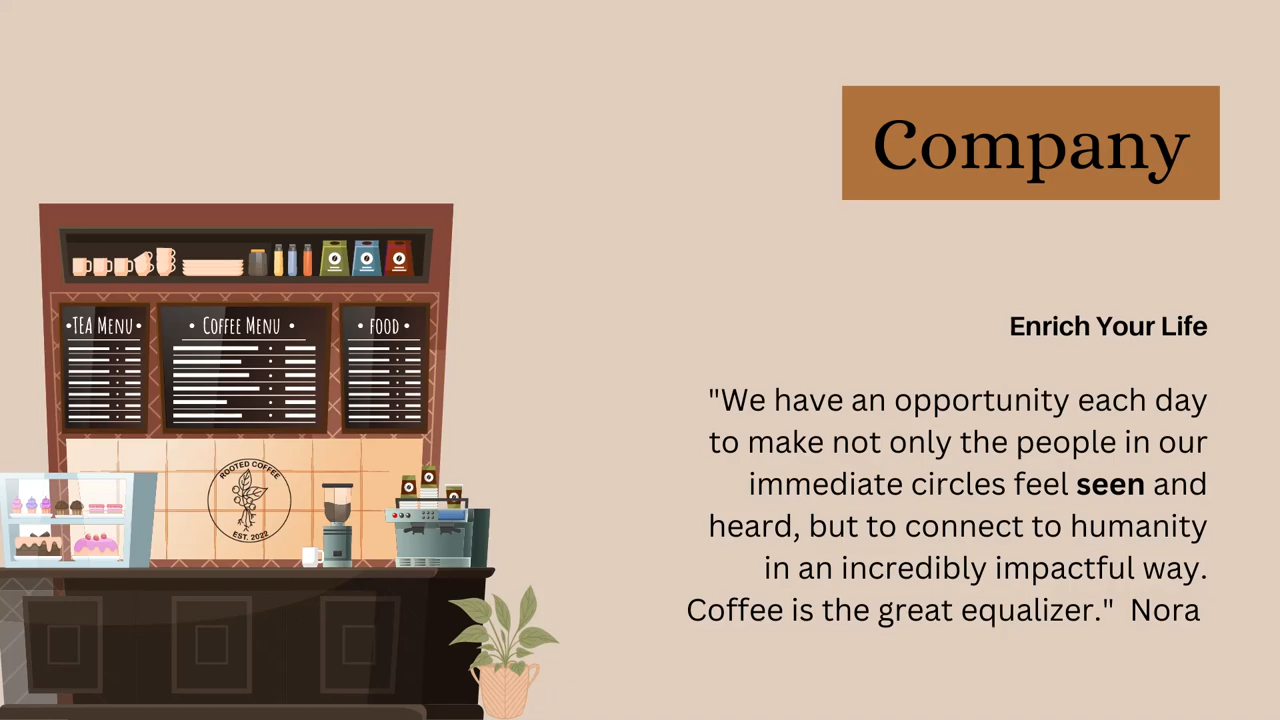 Company
•TEA Menu•
• Coffee Menu •
• FOOD •
ROOTED COFFEE
EST. 2022
Enrich Your Life
"We have an opportunity each day
to make not only the people in our
immediate circles feel seen and
heard, but to connect to humanity
in an incredibly impactful way.
Coffee is the great equalizer."  Nora